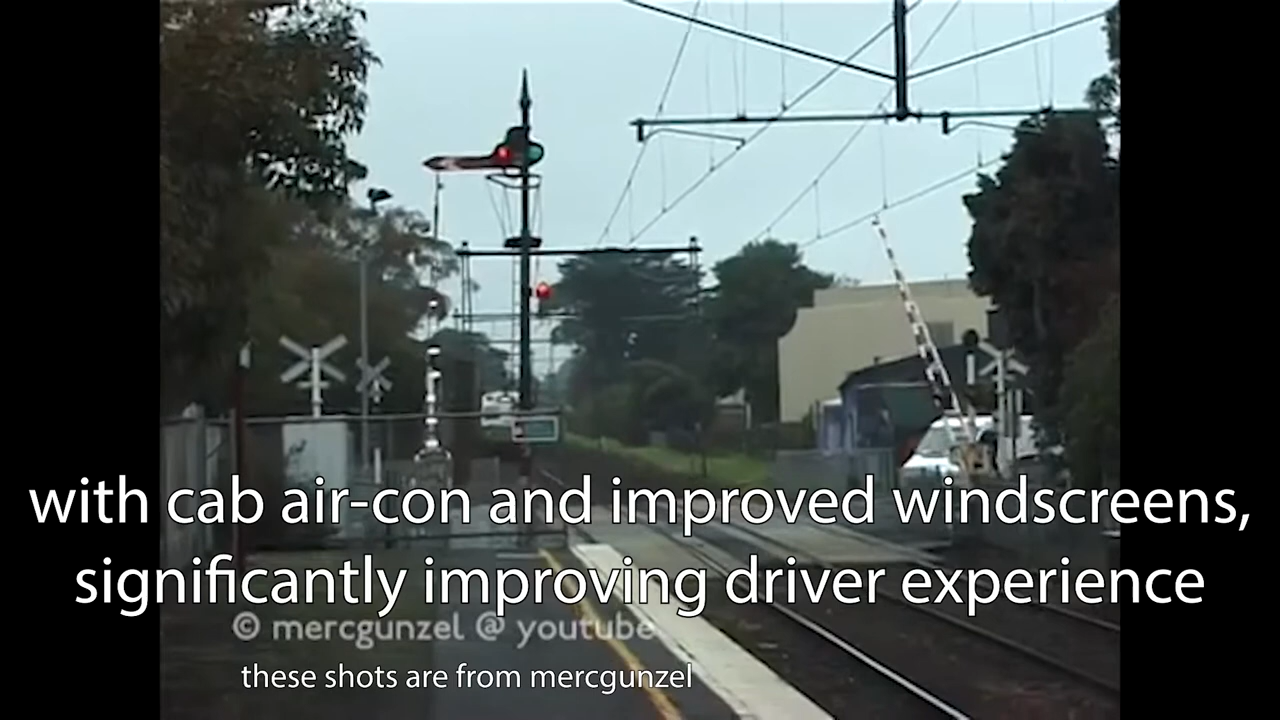 with cab air-con and improved windscreens,
significantly improving driver experience
© mercgunzel @ youtube
these shots are from mercgunzel